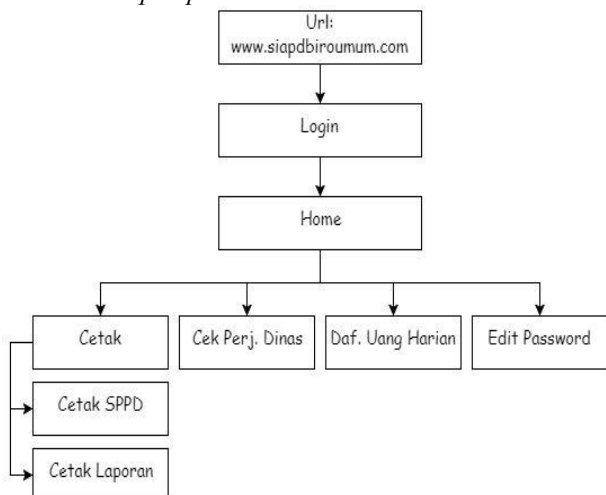 Url:
www.siapdbiroumum.com
Login
Home
Cetak
Cek Perj. Dinas
Daf. Uang Harian
Edit Password
Cetak SPPD
Cetak Laporan